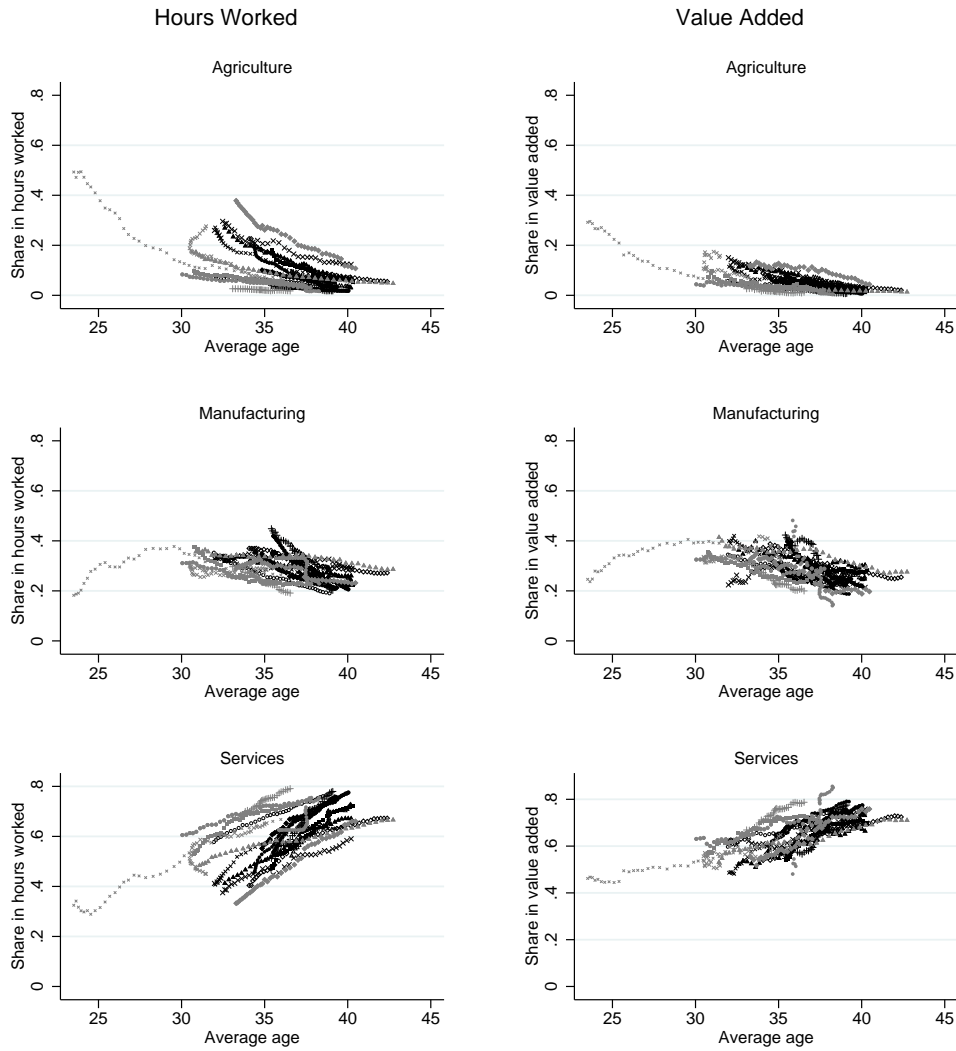 Hours Worked
Value Added
Agriculture
Share in hours worked
0 .2 .4 .6 .8
25 30 35 40 45
Average age
Agriculture
Share in value added
0 .2 .4 .6 .8
25 30 35 40 45
Average age
Manufacturing
Share in hours worked
0 .2 .4 .6 .8
25 30 35 40 45
Average age
Manufacturing
Share in value added
0 .2 .4 .6 .8
25 30 35 40 45
Average age
Services
Share in hours worked
0 .2 .4 .6 .8
25 30 35 40 45
Average age
Services
Share in value added
0 .2 .4 .6 .8
25 30 35 40 45
Average age